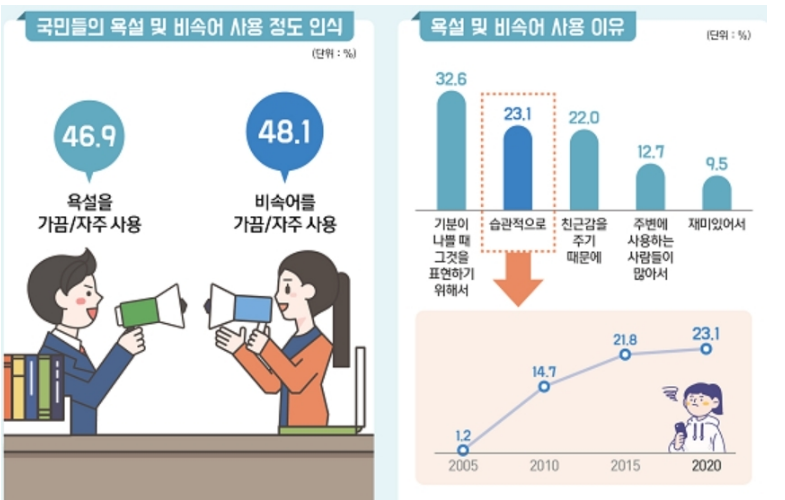 국민들의 욕설 및 비속어 사용 정도 인식
(단위 : %)
46.9
욕설을
가끔/자주 사용
48.1
비속어를
가끔/자주 사용
욕설 및 비속어 사용 이유
(단위 : %)
32.6
기분이
나쁠 때
그것을
표현하기
위해서
23.1
습관적으로
22.0
친근감을
주기
때문에
12.7
주변에
사용하는
사람들이
많아서
9.5
재미있어서
1.2
14.7
21.8
23.1
2005
2010
2015
2020